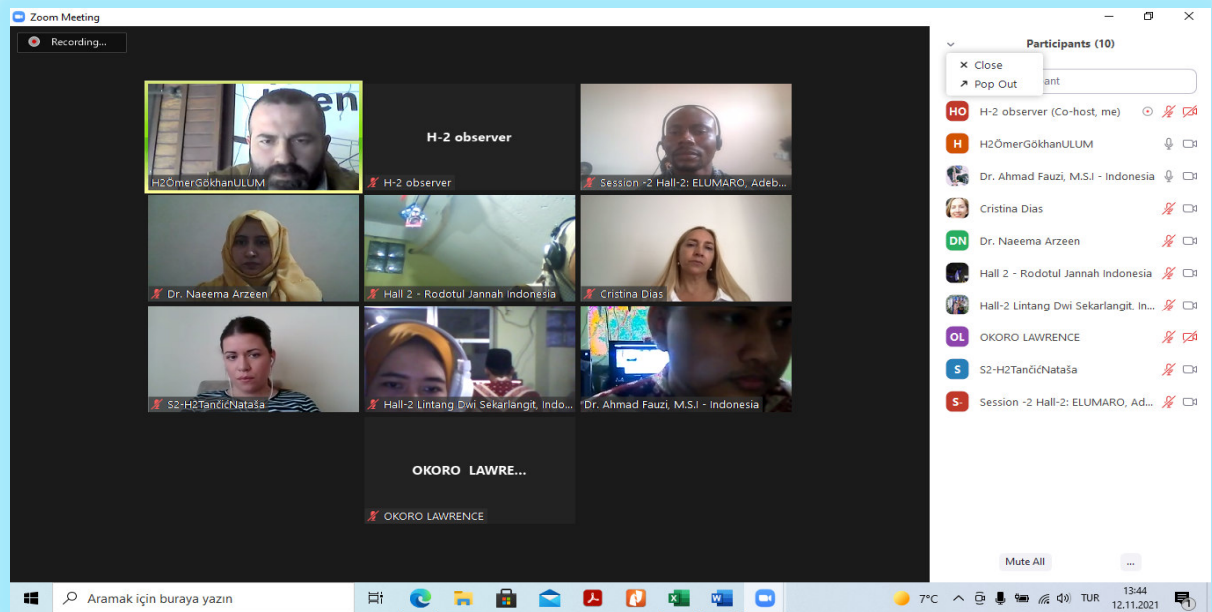 Zoom Meeting
Recording...
Participants (10)
Close
Pop Out
ant
een
H2ÖmerGökhanULUM
H-2 observer
H-2 observer
Session -2 Hall-2: ELUMARO, Adeb...
Dr. Naeema Arzeen
Hall 2 - Rodotul Jannah Indonesia
Cristina Dias
S2-H2TančićNataša
Hall-2 Lintang Dwi Sekarlangit, Indo...
Dr. Ahmad Fauzi, M.S.I - Indonesia
OKORO LAWRE...
OKORO LAWRENCE
HO H-2 observer (Co-host, me)
H H2ÖmerGökhanULUM
Dr. Ahmad Fauzi, M.S.I - Indonesia
Cristina Dias
DN Dr. Naeema Arzeen
Hall 2 - Rodotul Jannah Indonesia
Hall-2 Lintang Dwi Sekarlangit, In...
OL OKORO LAWRENCE
S S2-H2TančićNataša
S- Session -2 Hall-2: ELUMARO, Ad...
Mute All
...
Aramak için buraya yazın
7°C
TUR
13:44
12.11.2021
1